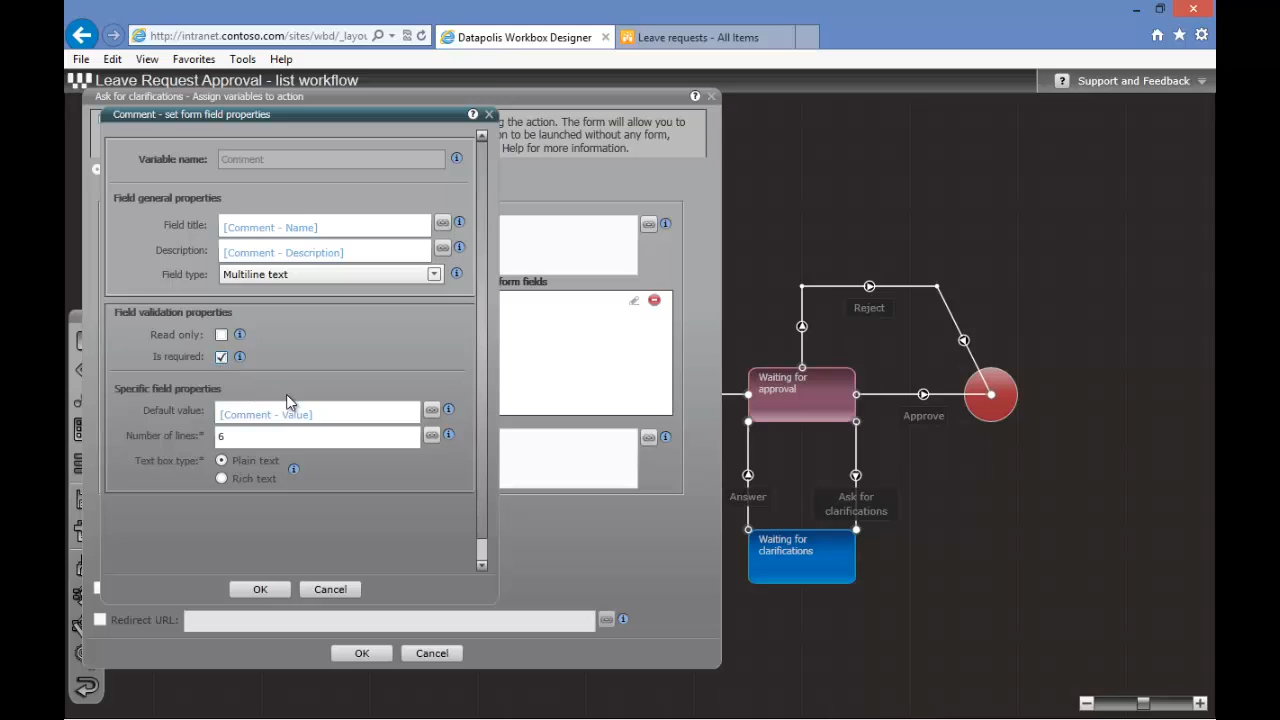 http://intranet.contoso.com/sites/wbd/_layou
Datapolis Workbox Designer
Leave requests - All Items
File Edit View Favorites Tools Help
Leave Request Approval - list workflow
? Support and Feedback
Ask for clarifications - Assign variables to action
Comment - set form field properties
ng the action. The form will allow you to
on to be launched without any form,
Help for more information.
Variable name: Comment
Field general properties
Field title: [Comment - Name]
Description: [Comment - Description]
Field type: Multiline text
form fields
Field validation properties
Read only:
Is required:
Specific field properties
Default value: [Comment - Value]
Number of lines:* 6
Text box type:* Plain text
Rich text
OK Cancel
Redirect URL:
OK Cancel
Reject
Waiting for
approval
Approve
Answer
Ask for
clarifications
Waiting for
clarifications